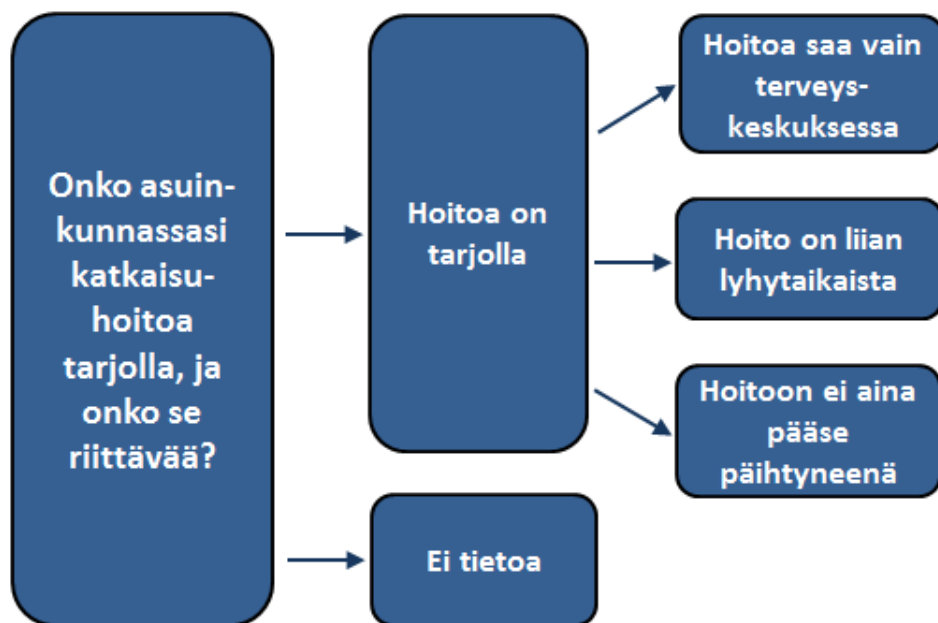 Onko asuin-
kunnassasi
katkaisu-
hoitoa
tarjolla, ja
onko se
riittävää?
Hoitoa on
tarjolla
Ei tietoa
Hoitoa saa vain
terveys-
keskuksessa
Hoito on liian
lyhytaikaista
Hoitoon ei aina
pääse
päihtyneenä